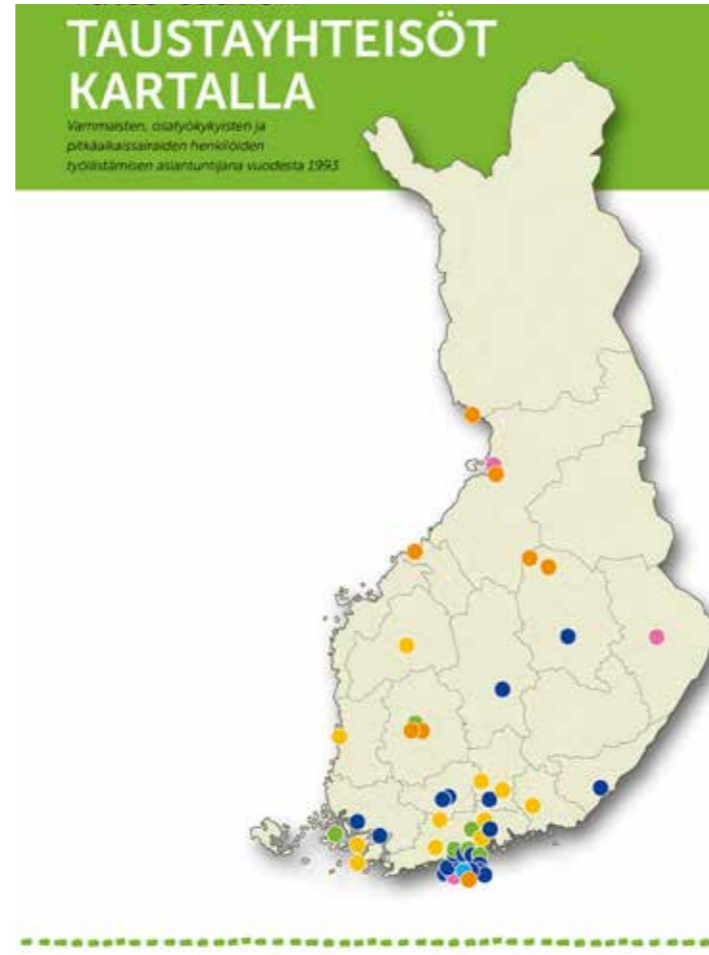 TAUSTAYHTEISÖT
KARTALLA
Vammaisten, osatyökykyisten ja
pitkäaikaissairaiden henkilöiden
työllistämisen asiantuntijana vuodesta 1993